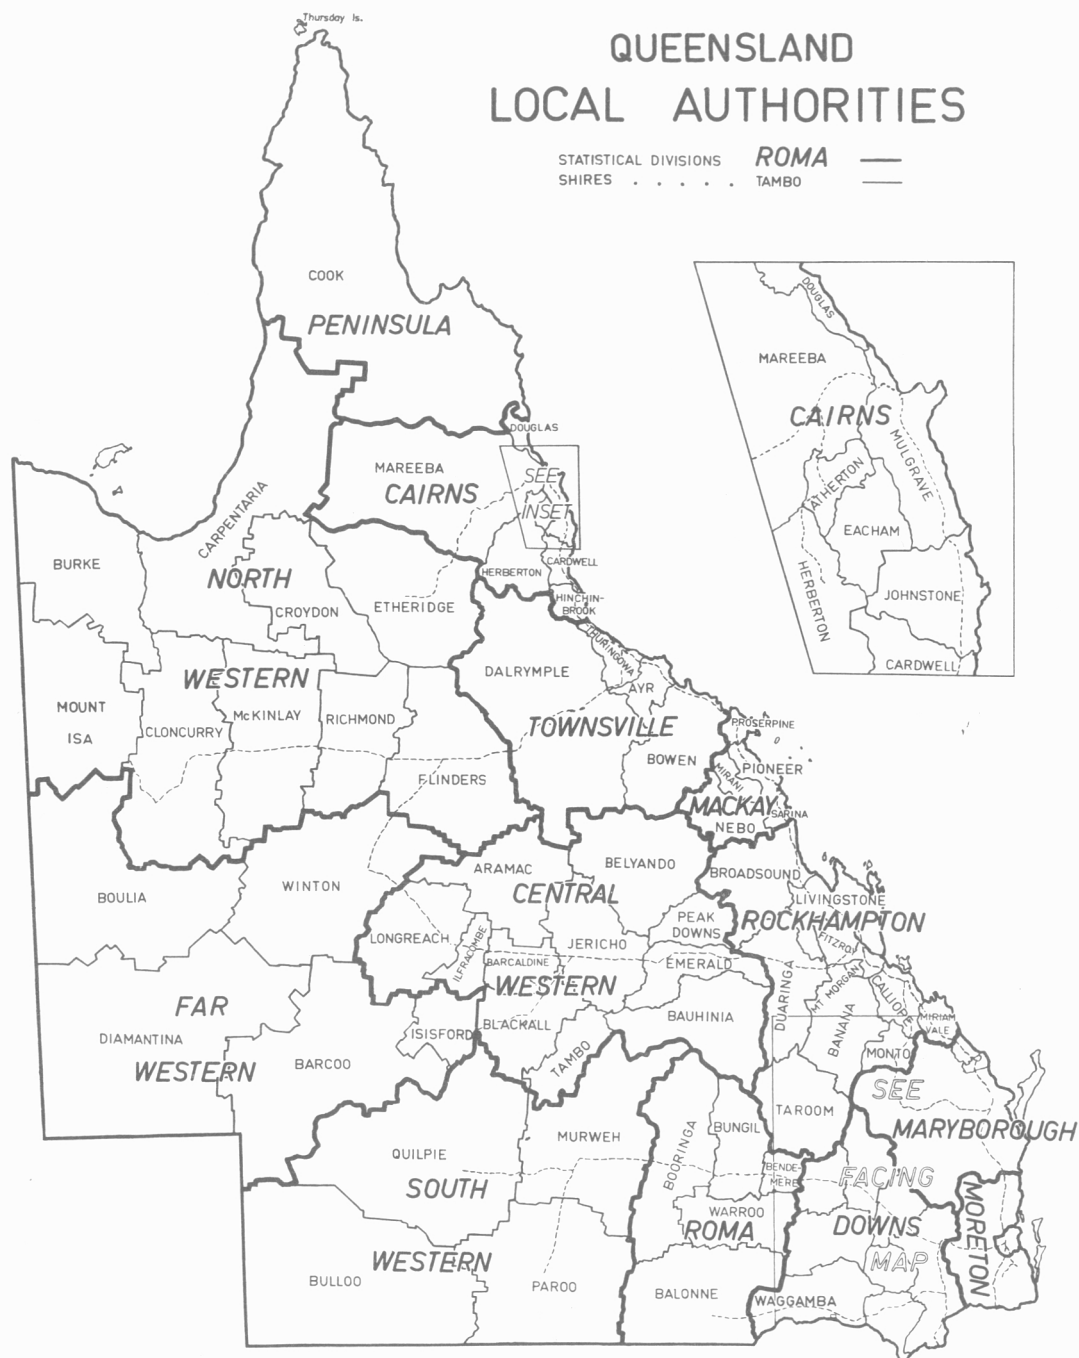 Thursday Is.
QUEENSLAND
LOCAL AUTHORITIES
STATISTICAL DIVISIONS ROMA
SHIRES . . . . . TAMBO
COOK
PENINSULA
DOUGLAS
MAREEBA
CAIRNS
SEE
INSET
CARPENTARIA
BURKE
NORTH
CROYDON
ETHERIDGE
HERBERTON
CARDWELL
HINCHIN-
BROOK
DOUGLAS
MAREEBA
CAIRNS
MULGRAVE
ATHERTON
EACHAM
HERBERTON
JOHNSTONE
CARDWELL
THURINGOWA
DALRYMPLE
WESTERN
AYR
MOUNT
ISA
CLONCURRY
McKINLAY
RICHMOND
TOWNSVILLE
PROSERPINE
BOWEN
FLINDERS
MIRANI
PIONEER
MACKAY
SARINA
NEBO
BOULIA
WINTON
ARAMAC
BELYANDO
BROADSOUND
CENTRAL
LIVINGSTONE
ROCKHAMPTON
PEAK
DOWNS
LONGREACH
ILFRACOMBE
JERICHO
FITZROY
BARCALDINE
EMERALD
WESTERN
DUARINGA
MT MORGAN
CALLIOPE
FAR
ISISFORD
BLACKALL
BAUHINIA
BANANA
MIRIAM
VALE
DIAMANTINA
WESTERN
BARCOO
TAMBO
MONTO
SEE
TAROOM
MARYBOROUGH
QUILPIE
MURWEH
BOORINGA
BUNGIL
BENDE-
MERE
FACING
SOUTH
WARROO
ROMA
DOWNS
MORETON
WESTERN
MAP
BULLOO
PAROO
BALONNE
WAGGAMBA